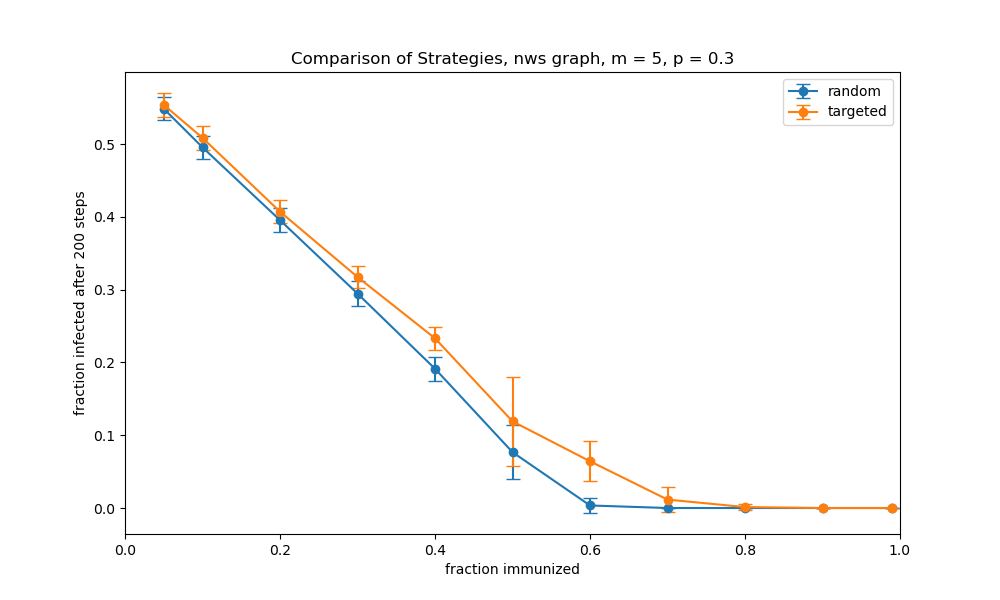 Comparison of Strategies, nws graph, m = 5, p = 0.3
random
targeted
fraction infected after 200 steps
0.5
0.4
0.3
0.2
0.1
0.0
0.0 0.2 0.4 0.6 0.8 1.0
fraction immunized